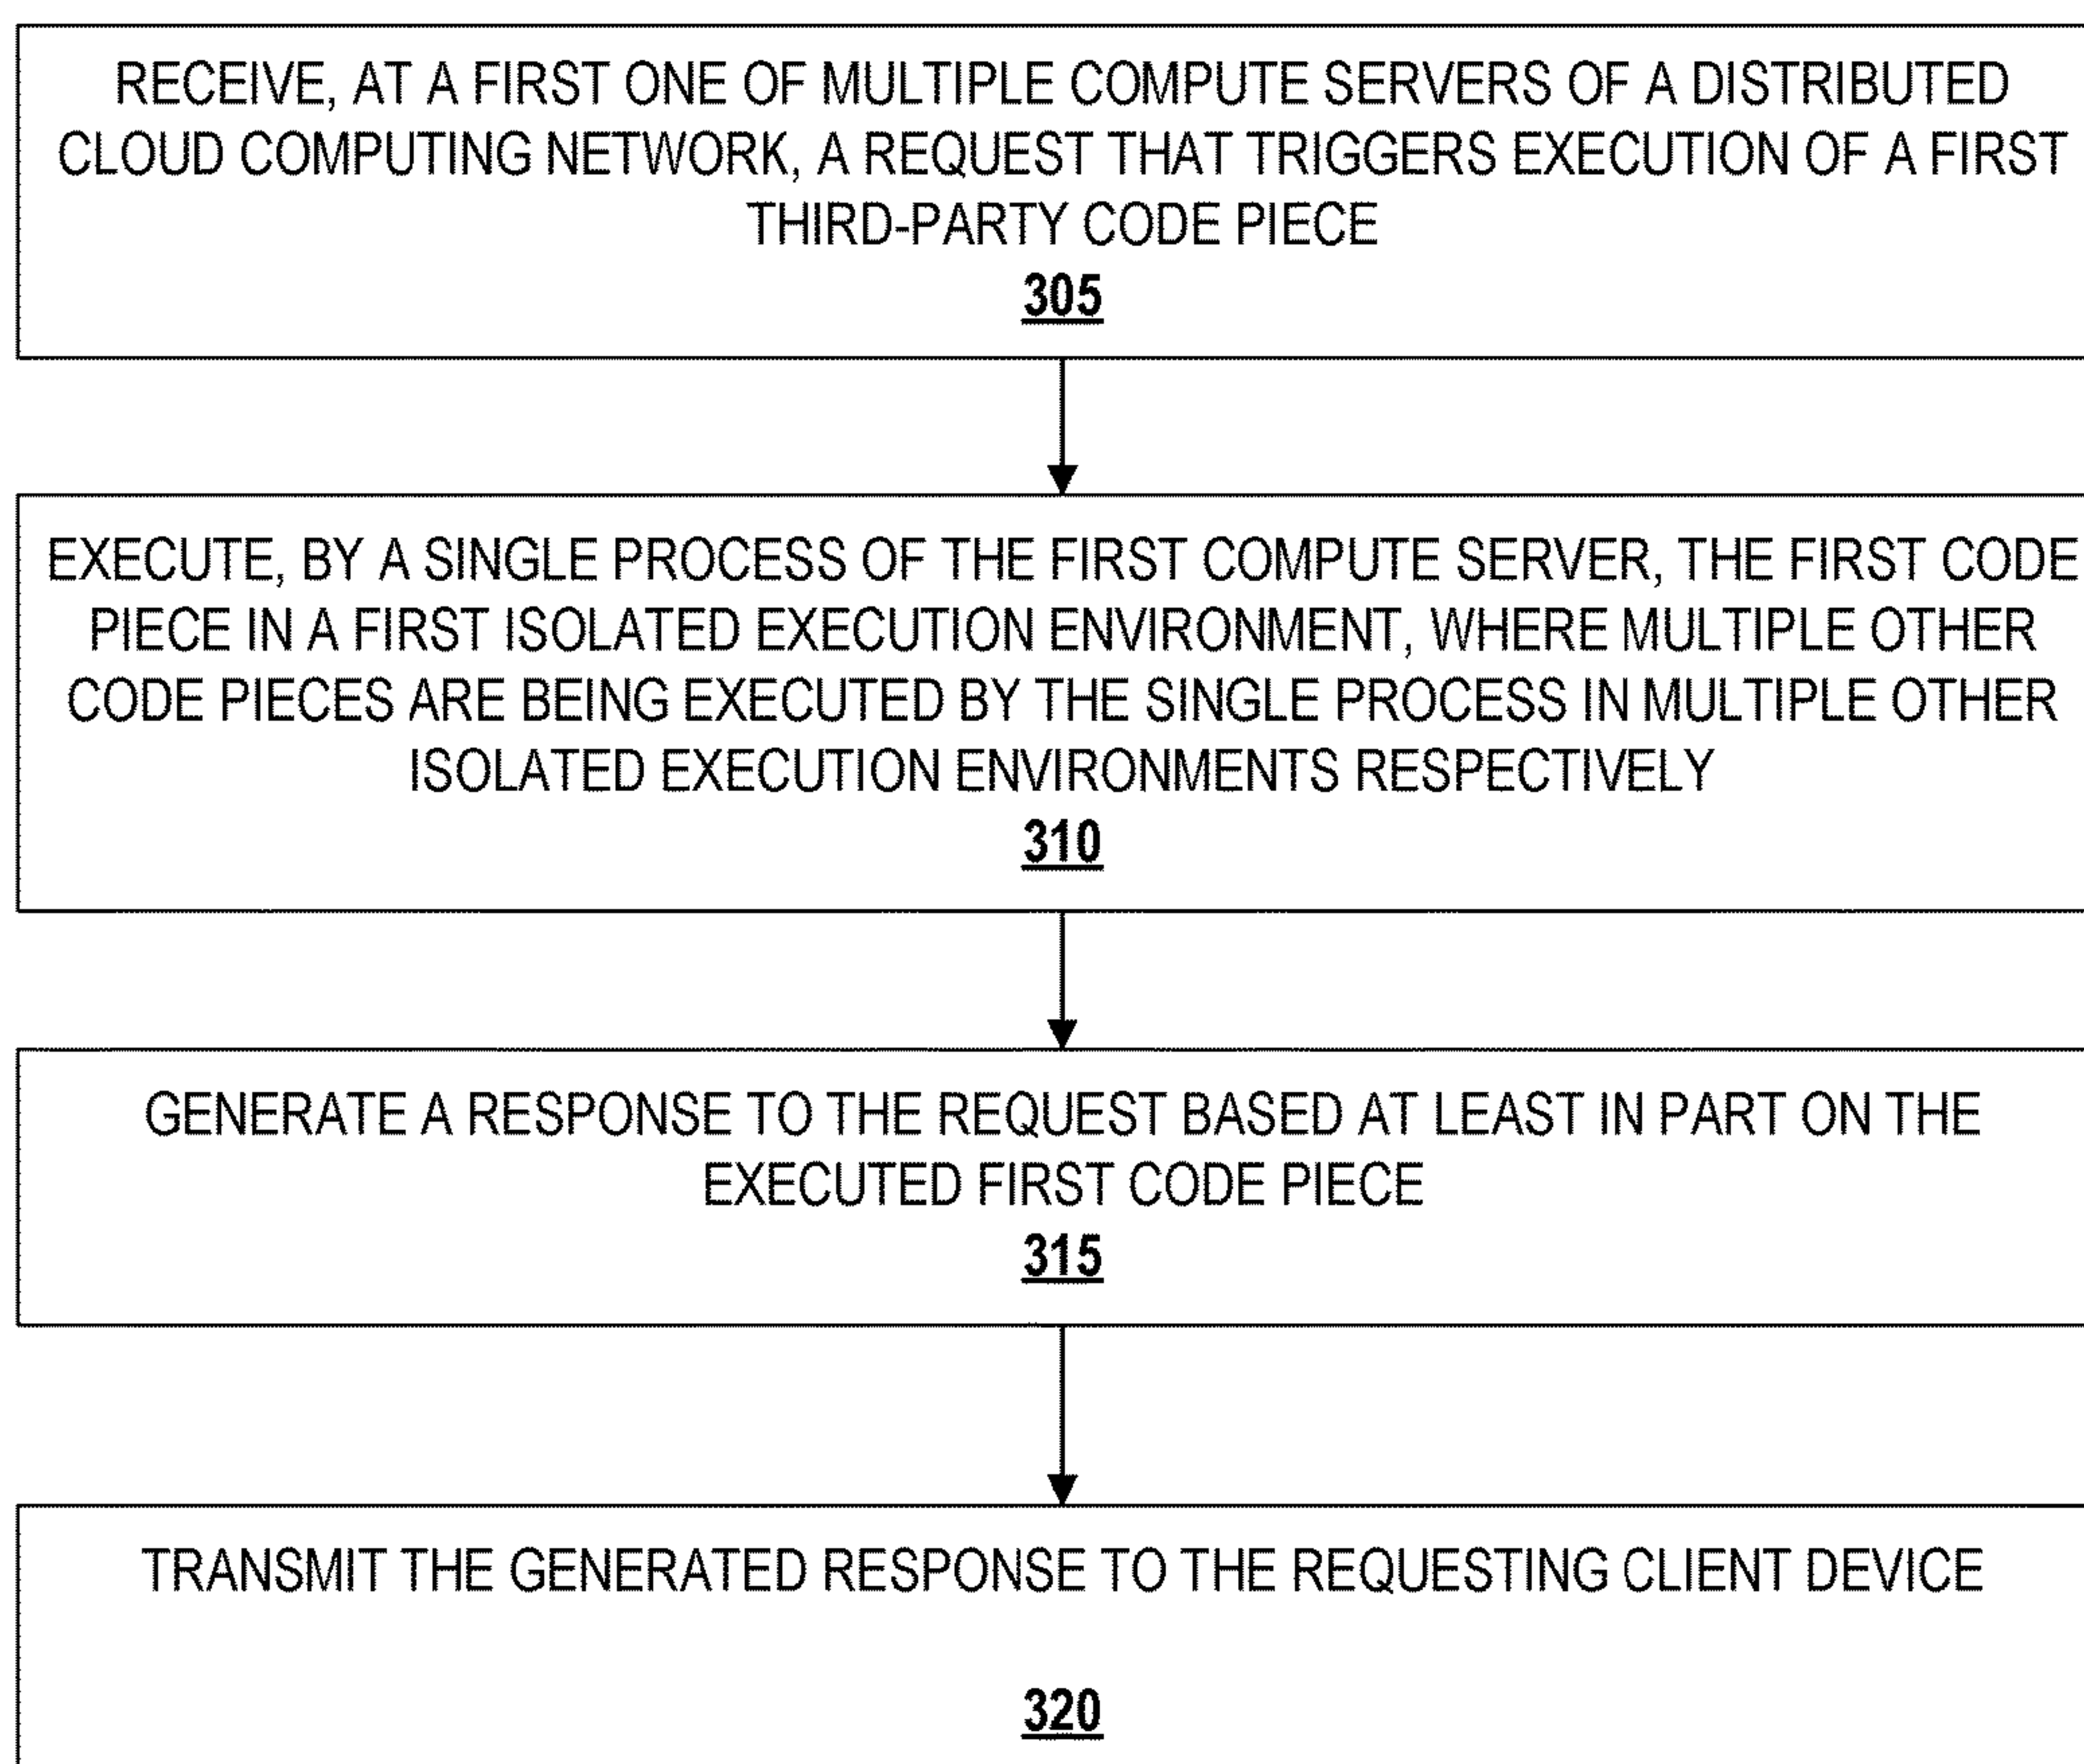 RECEIVE, AT A FIRST ONE OF MULTIPLE COMPUTE SERVERS OF A DISTRIBUTED
CLOUD COMPUTING NETWORK, A REQUEST THAT TRIGGERS EXECUTION OF A FIRST
THIRD-PARTY CODE PIECE
305
EXECUTE, BY A SINGLE PROCESS OF THE FIRST COMPUTE SERVER, THE FIRST CODE
PIECE IN A FIRST ISOLATED EXECUTION ENVIRONMENT, WHERE MULTIPLE OTHER
CODE PIECES ARE BEING EXECUTED BY THE SINGLE PROCESS IN MULTIPLE OTHER
ISOLATED EXECUTION ENVIRONMENTS RESPECTIVELY
310
GENERATE A RESPONSE TO THE REQUEST BASED AT LEAST IN PART ON THE
EXECUTED FIRST CODE PIECE
315
TRANSMIT THE GENERATED RESPONSE TO THE REQUESTING CLIENT DEVICE
320